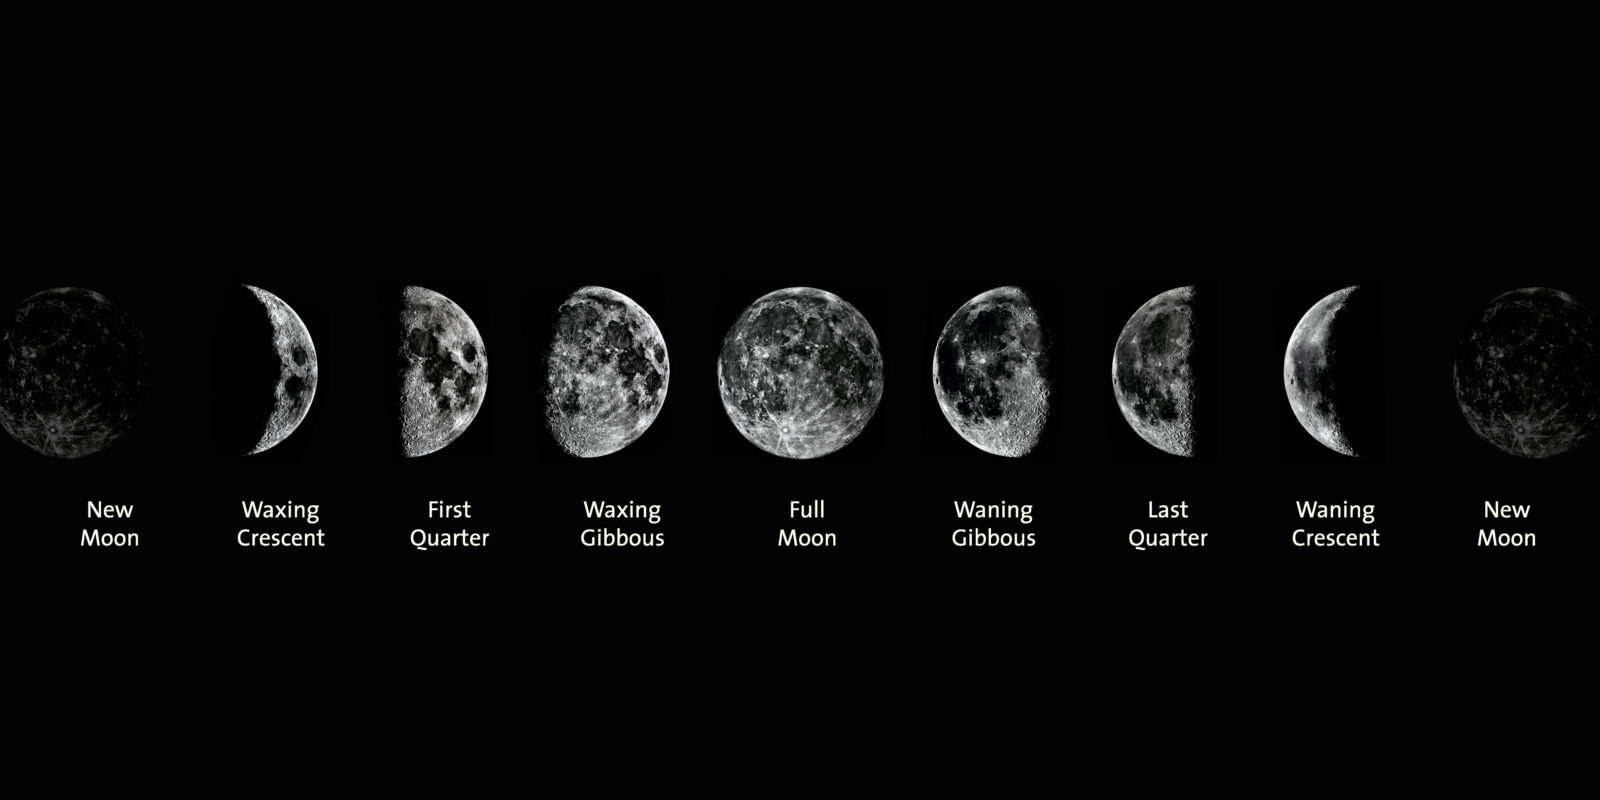 New
Moon
Waxing
Crescent
First
Quarter
Waxing
Gibbous
Full
Moon
Waning
Gibbous
Last
Quarter
Waning
Crescent
New
Moon